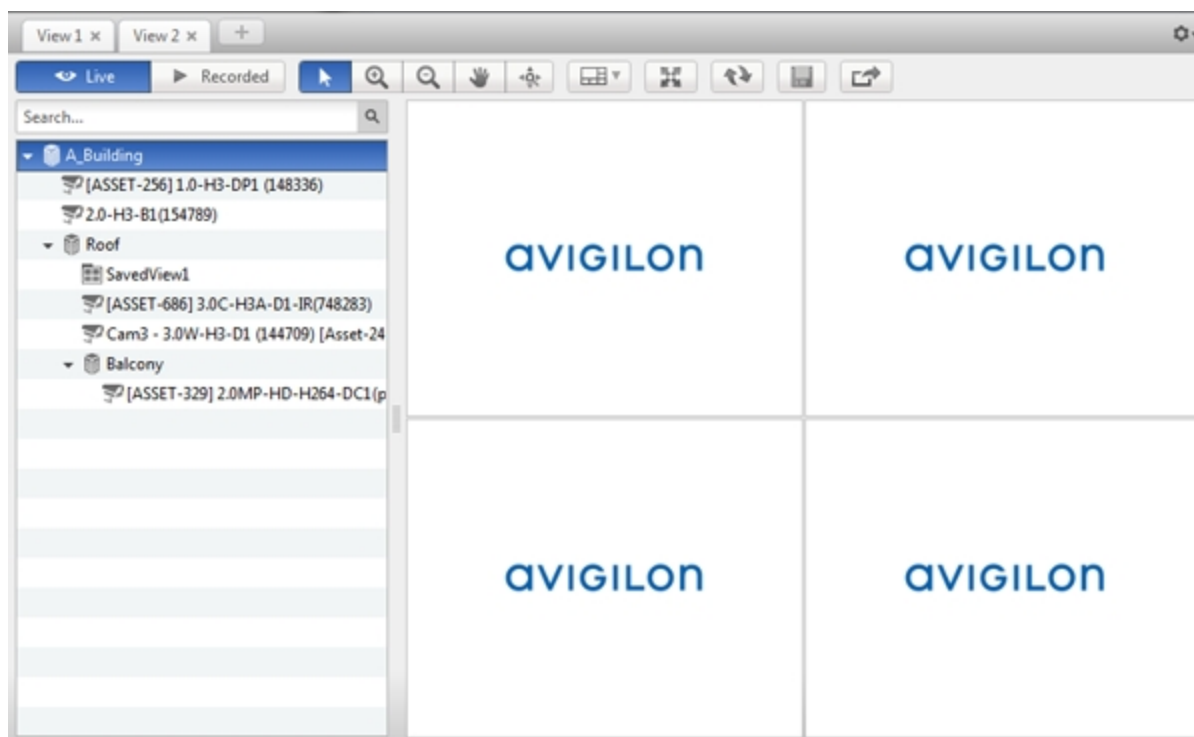 View 1 ×
View 2 ×
Live
Recorded
Search...
A_Building
[ASSET-256] 1.0-H3-DP1 (148336)
2.0-H3-B1(154789)
Roof
SavedView1
[ASSET-686] 3.0C-H3A-D1-IR(748283)
Cam3 - 3.0W-H3-D1 (144709) [Asset-24
Balcony
[ASSET-329] 2.0MP-HD-H264-DC1(p
avigilon
avigilon
avigilon
avigilon